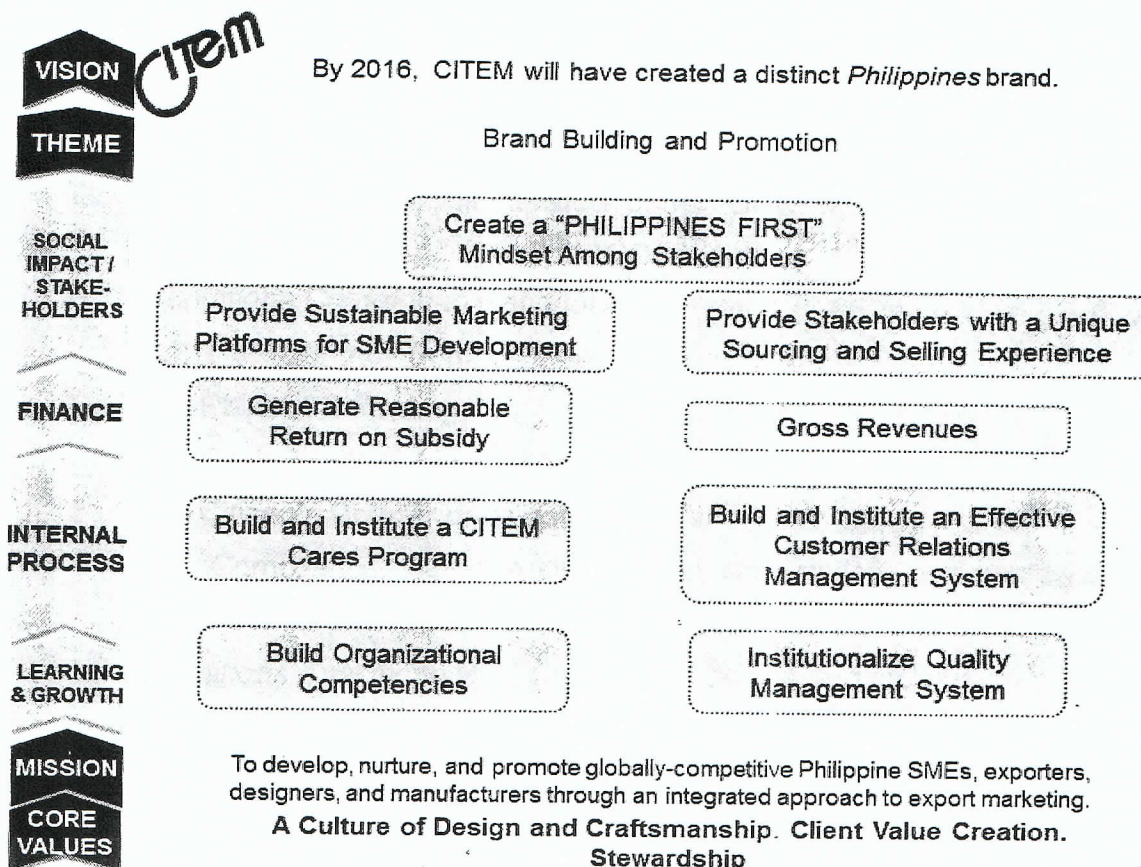 VISION
CITEM
By 2016, CITEM will have created a distinct Philippines brand.
THEME
Brand Building and Promotion
SOCIAL
IMPACT/
STAKE-
HOLDERS
Create a "PHILIPPINES FIRST"
Mindset Among Stakeholders
Provide Sustainable Marketing
Platforms for SME Development
Provide Stakeholders with a Unique
Sourcing and Selling Experience
FINANCE
Generate Reasonable
Return on Subsidy
Gross Revenues
INTERNAL
PROCESS
Build and Institute a CITEM
Cares Program
Build and Institute an Effective
Customer Relations
Management System
LEARNING
& GROWTH
Build Organizational
Competencies
Institutionalize Quality
Management System
MISSION
To develop, nurture, and promote globally-competitive Philippine SMEs, exporters,
designers, and manufacturers through an integrated approach to export marketing.
CORE
VALUES
A Culture of Design and Craftsmanship. Client Value Creation.
Stewardship